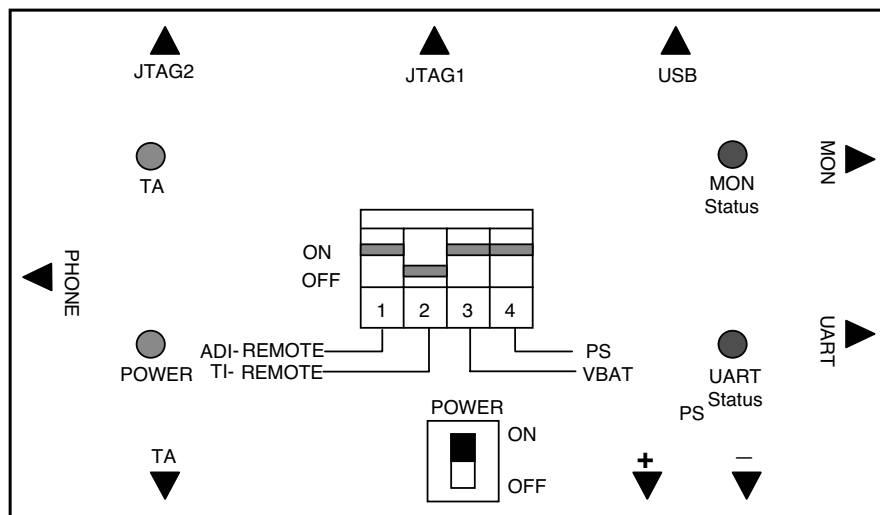 JTAG2
JTAG1
USB
TA
MON
Status
MON
PHONE
ON
OFF
1 2 3 4
ADI- REMOTE
PS
TI- REMOTE
VBAT
POWER
UART
Status
UART
PS
POWER
ON
OFF
TA
+ −